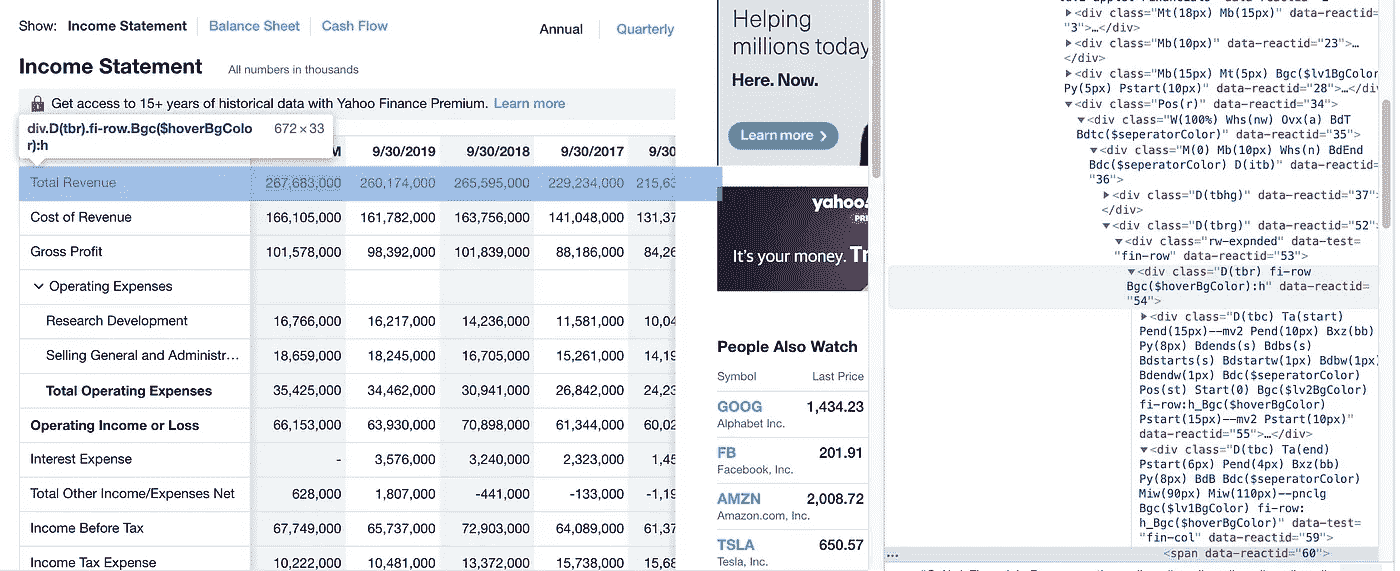 Show: Income Statement Balance Sheet Cash Flow
Annual Quarterly
Income Statement All numbers in thousands
Get access to 15+ years of historical data with Yahoo Finance Premium. Learn more
div.D(tbr).fi-row.Bgc($hoverBgColo 672 × 33
r):h
M 9/30/2019 9/30/2018 9/30/2017 9/30
Total Revenue 267,683,000 260,174,000 265,595,000 229,234,000 215,63
Cost of Revenue 166,105,000 161,782,000 163,756,000 141,048,000 131,37
Gross Profit 101,578,000 98,392,000 101,839,000 88,186,000 84,26
Operating Expenses
Research Development 16,766,000 16,217,000 14,236,000 11,581,000 10,04
Selling General and Administr... 18,659,000 18,245,000 16,705,000 15,261,000 14,19
Total Operating Expenses 35,425,000 34,462,000 30,941,000 26,842,000 24,23
Operating Income or Loss 66,153,000 63,930,000 70,898,000 61,344,000 60,02
Interest Expense - 3,576,000 3,240,000 2,323,000 1,45
Total Other Income/Expenses Net 628,000 1,807,000 -441,000 -133,000 -1,19
Income Before Tax 67,749,000 65,737,000 72,903,000 64,089,000 61,37
Income Tax Expense 10,222,000 10,481,000 13,372,000 15,738,000 15,68
Helping
millions today
Here. Now.
Learn more
yahoo
PRE
It's your money. Tr
People Also Watch
Symbol Last Price
GOOG 1,434.23
Alphabet Inc.
FB 201.91
Facebook, Inc.
AMZN 2,008.72
Amazon.com, Inc.
TSLA 650.57
Tesla, Inc.
<div class="Mt(18px) Mb(15px)" data-reactid=
"3">…</div>
<div class="Mb(10px)" data-reactid="23">…
</div>
<div class="Mb(15px) Mt(5px) Bgc($lv1BgColor
Py(5px) Pstart(10px)" data-reactid="28">…</di
<div class="Pos(r)" data-reactid="34">
<div class="W(100%) Whs(nw) Ovx(a) BdT
Bdtc($seperatorColor)" data-reactid="35">
<div class="M(0) Mb(10px) Whs(n) BdEnd
Bdc($seperatorColor) D(itb)" data-reactid=
"36">
<div class="D(tbhg)" data-reactid="37"
</div>
<div class="D(tbrg)" data-reactid="52"
<div class="rw-expnded" data-test=
"fin-row" data-reactid="53">
<div class="D(tbr) fi-row
Bgc($hoverBgColor):h" data-reactid=
"54">
<div class="D(tbc) Ta(start)
Pend(15px)--mv2 Pend(10px) Bxz(bb)
Py(8px) Bdends(s) Bdbs(s)
Bdstarts(s) Bdstartw(1px) Bdbw(1px)
Bdendw(1px) Bdc($seperatorColor)
Pos(st) Start(0) Bgc($lv2BgColor)
fi-row:h_Bgc($hoverBgColor)
Pstart(15px)--mv2 Pstart(10px)"
data-reactid="55">…</div>
<div class="D(tbc) Ta(end)
Pstart(6px) Pend(4px) Bxz(bb)
Py(8px) BdB Bdc($seperatorColor)
Miw(90px) Miw(110px)--pnclg
Bgc($lv1BgColor) fi-row:
h_Bgc($hoverBgColor)" data-test=
"fin-col" data-reactid="59">
… <span data-reactid="60">